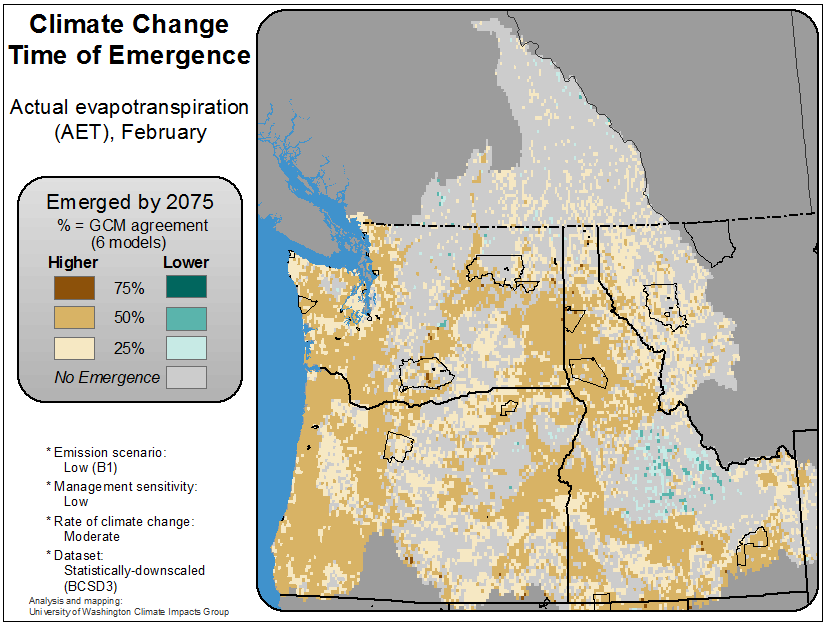 Climate Change
Time of Emergence
Actual evapotranspiration
(AET), February
Emerged by 2075
% = GCM agreement
(6 models)
Higher Lower
75%
50%
25%
No Emergence
* Emission scenario:
Low (B1)
* Management sensitivity:
Low
* Rate of climate change:
Moderate
* Dataset:
Statistically-downscaled
(BCSD3)
Analysis and mapping:
University of Washington Climate Impacts Group